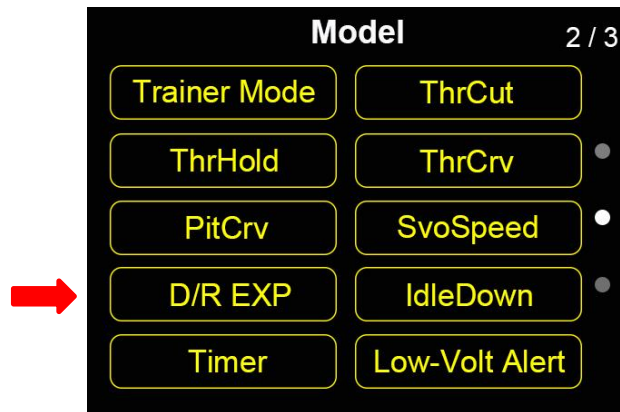 Model
2 / 3
Trainer Mode
ThrCut
ThrHold
ThrCrv
PitCrv
SvoSpeed
D/R EXP
IdleDown
Timer
Low-Volt Alert